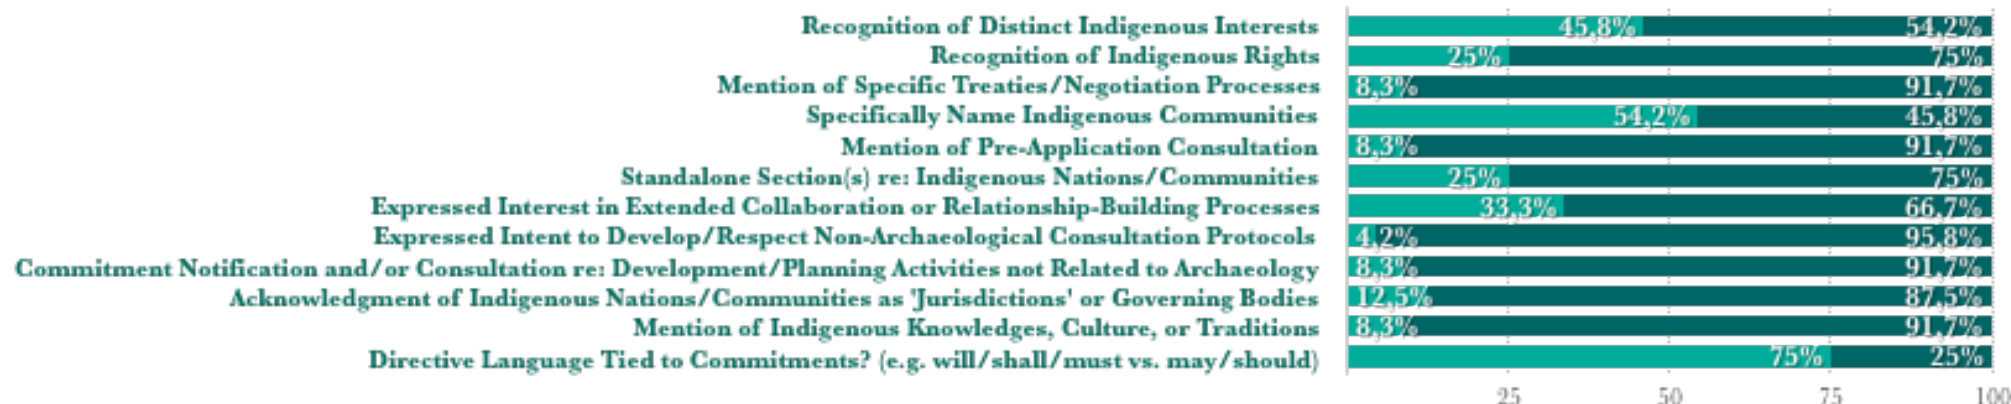 Recognition of Distinct Indigenous Interests 45,8% 54,2%
Recognition of Indigenous Rights 25% 75%
Mention of Specific Treaties/Negotiation Processes 8,3% 91,7%
Specifically Name Indigenous Communities 54,2% 45,8%
Mention of Pre-Application Consultation 8,3% 91,7%
Standalone Section(s) re: Indigenous Nations/Communities 25% 75%
Expressed Interest in Extended Collaboration or Relationship-Building Processes 33,3% 66,7%
Expressed Intent to Develop/Respect Non-Archaeological Consultation Protocols 4,2% 95,8%
Commitment Notification and/or Consultation re: Development/Planning Activities not Related to Archaeology 8,3% 91,7%
Acknowledgment of Indigenous Nations/Communities as 'Jurisdictions' or Governing Bodies 12,5% 87,5%
Mention of Indigenous Knowledges, Culture, or Traditions 8,3% 91,7%
Directive Language Tied to Commitments? (e.g. will/shall/must vs. may/should) 75% 25%
25 50 75 100